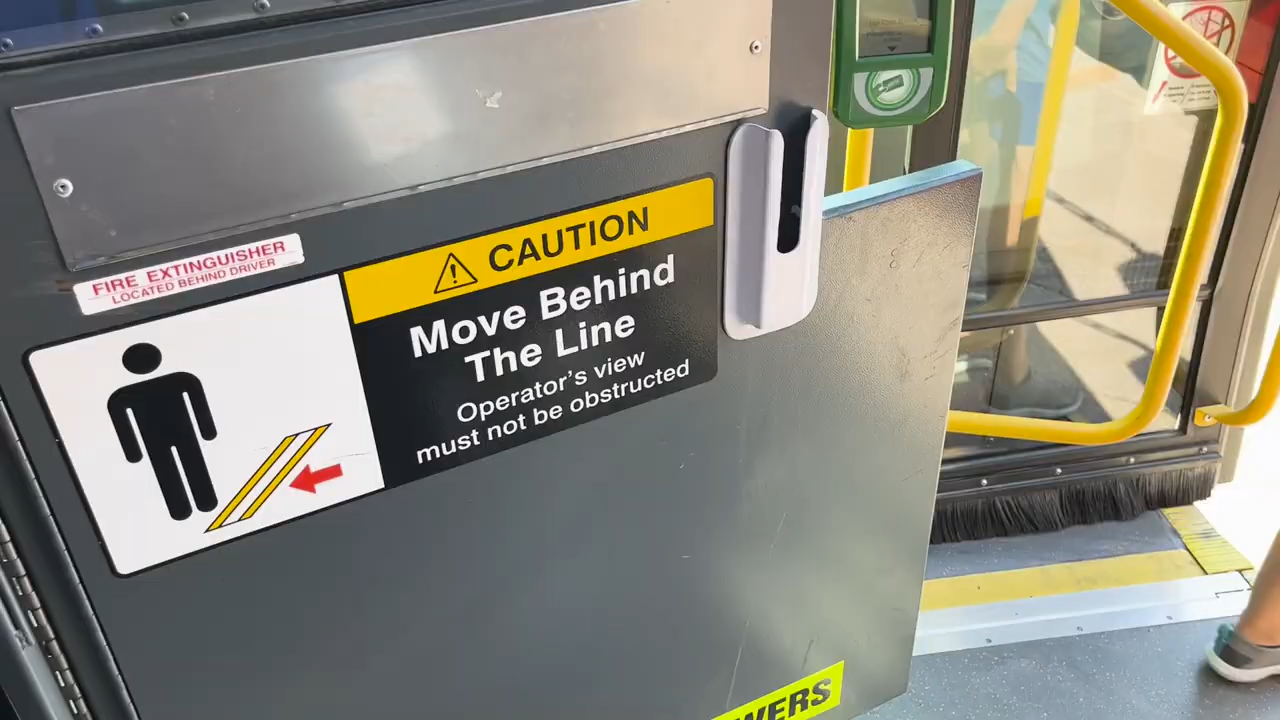 FIRE EXTINGUISHER
LOCATED BEHIND DRIVER
CAUTION
Move Behind
The Line
Operator's view
must not be obstructed